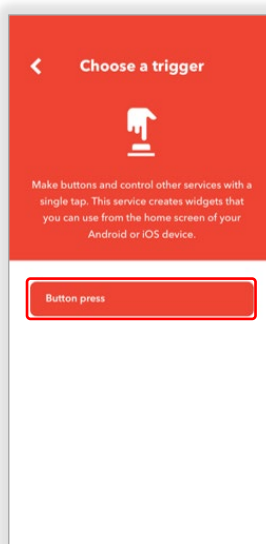 Choose a trigger
Make buttons and control other services with a
single tap. This service creates widgets that
you can use from the home screen of your
Android or iOS device.
Button press